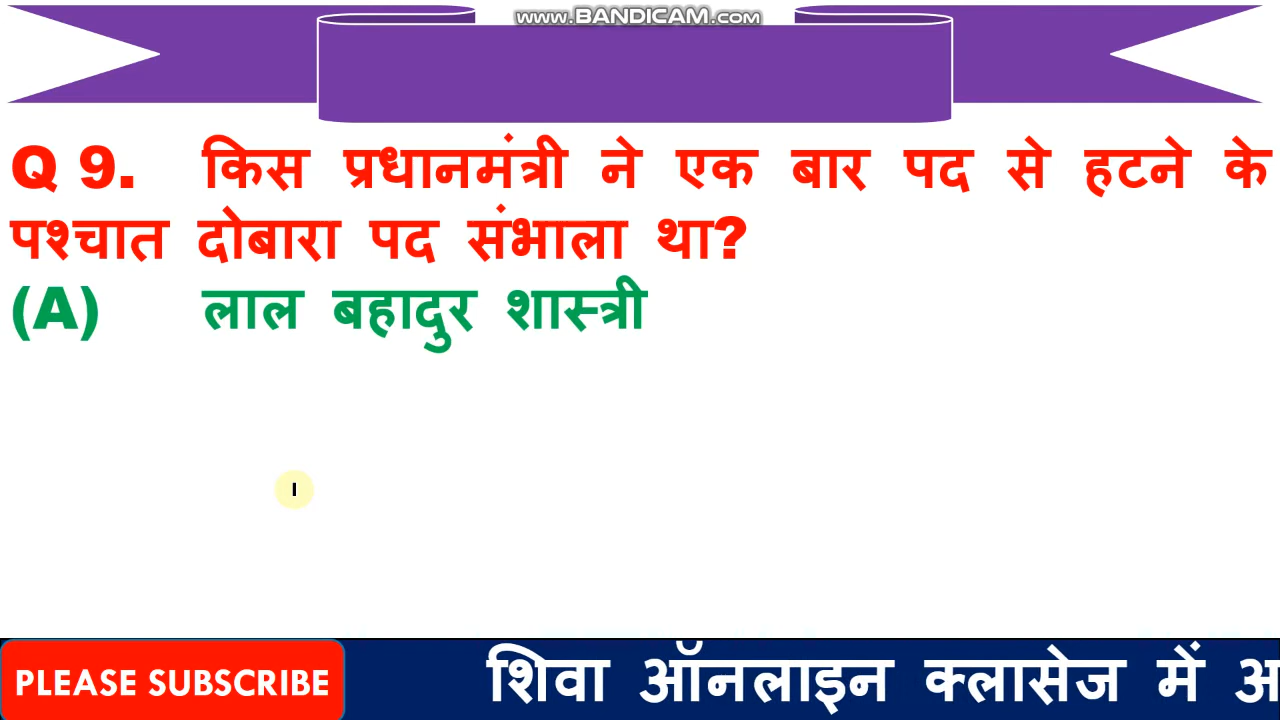 www.BANDICAM.com
Q 9. किस प्रधानमंत्री ने एक बार पद से हटने के
पश्चात दोबारा पद संभाला था?
(A) लाल बहादुर शास्त्री
PLEASE SUBSCRIBE
शिवा ऑनलाइन क्लासेज में